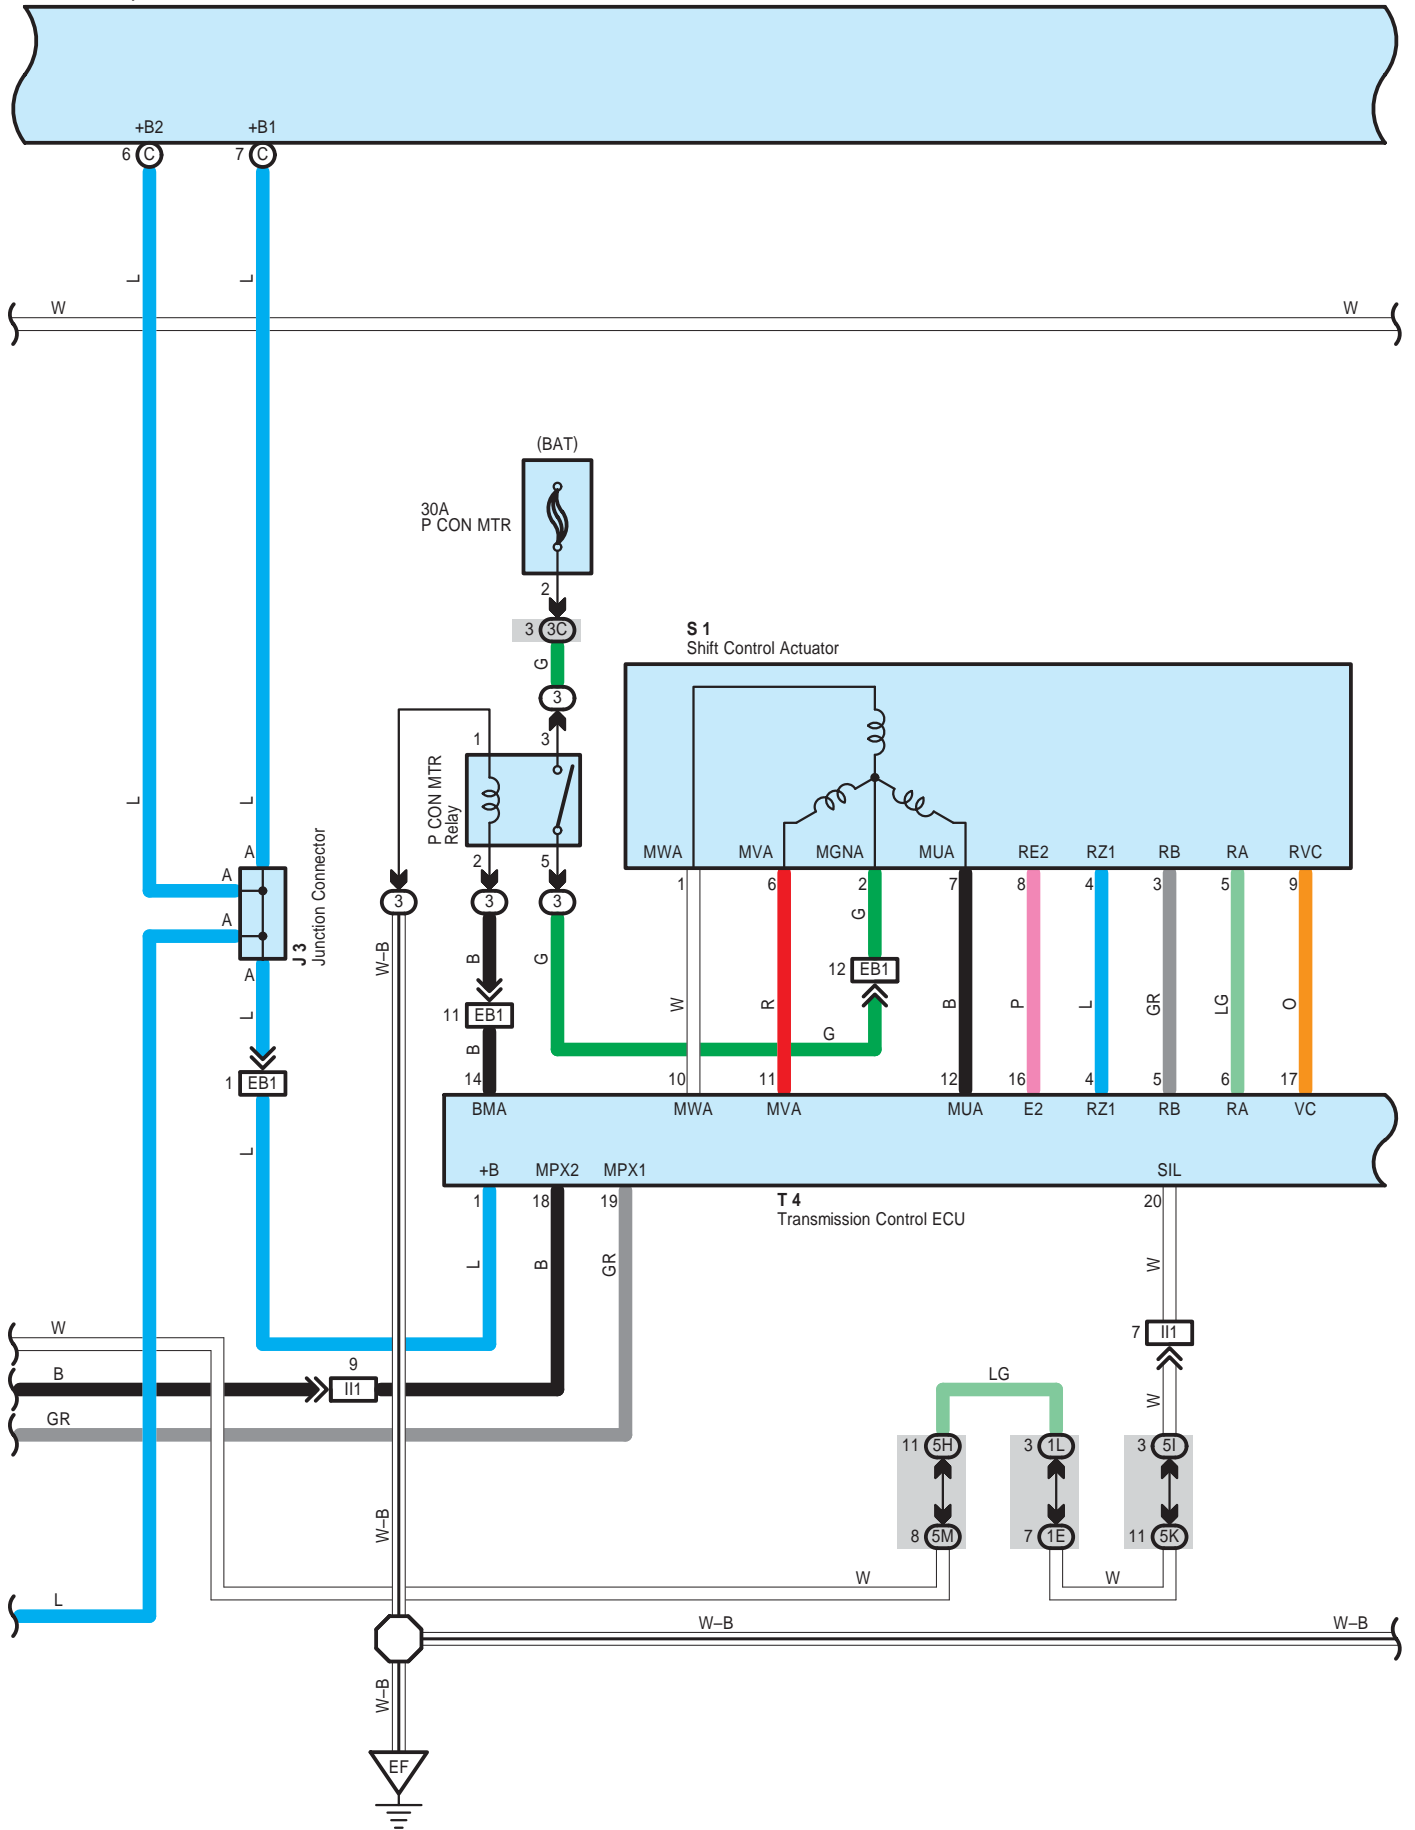 +B2
+B1
6
C
7
C
L
L
W
W
(BAT)
30A
P CON MTR
2
3
3C
S 1
Shift Control Actuator
G
3
1
3
P CON MTR
Relay
L
L
2
5
MWA
MVA
MGNA
MUA
RE2
RZ1
RB
RA
RVC
A
A
A
A
J 3
Junction Connector
1
6
2
7
8
4
3
5
9
3
3
3
W–B
B
G
G
12
EB1
L
11
EB1
W
R
B
P
L
GR
LG
O
B
G
1
EB1
14
10
11
12
16
4
5
6
17
BMA
MWA
MVA
MUA
E2
RZ1
RB
RA
VC
L
+B
MPX2
MPX1
SIL
1
18
19
T 4
Transmission Control ECU
20
L
B
GR
W
W
7
II1
B
9
II1
LG
W
GR
11
5H
3
1L
3
5I
W–B
8
5M
7
1E
11
5K
W
W
L
W–B
W–B
W–B
EF